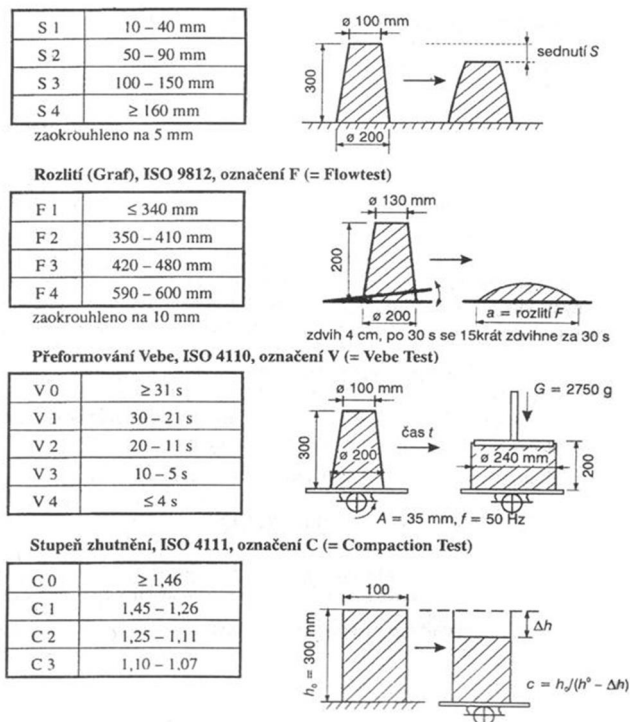 S 1 10 – 40 mm
S 2 50 – 90 mm
S 3 100 – 150 mm
S 4 ≥ 160 mm
zaokrouhleno na 5 mm
ø 100 mm
300
ø 200
sednutí S
Rozlití (Graf), ISO 9812, označení F (= Flowtest)
F 1 ≤ 340 mm
F 2 350 – 410 mm
F 3 420 – 480 mm
F 4 590 – 600 mm
zaokrouhleno na 10 mm
ø 130 mm
200
ø 200
a = rozlití F
zdvih 4 cm, po 30 s se 15krát zdvihne za 30 s
Přeformování Vebe, ISO 4110, označení V (= Vebe Test)
V 0 ≥ 31 s
V 1 30 – 21 s
V 2 20 – 11 s
V 3 10 – 5 s
V 4 ≤ 4 s
ø 100 mm
300
ø 200
čas t
G = 2750 g
ø 240 mm
200
A = 35 mm, f = 50 Hz
Stupeň zhutnění, ISO 4111, označení C (= Compaction Test)
C 0 ≥ 1,46
C 1 1,45 – 1,26
C 2 1,25 – 1,11
C 3 1,10 – 1.07
100
h₀ = 300 mm
Δh
c = h₀/(h⁰ – Δh)